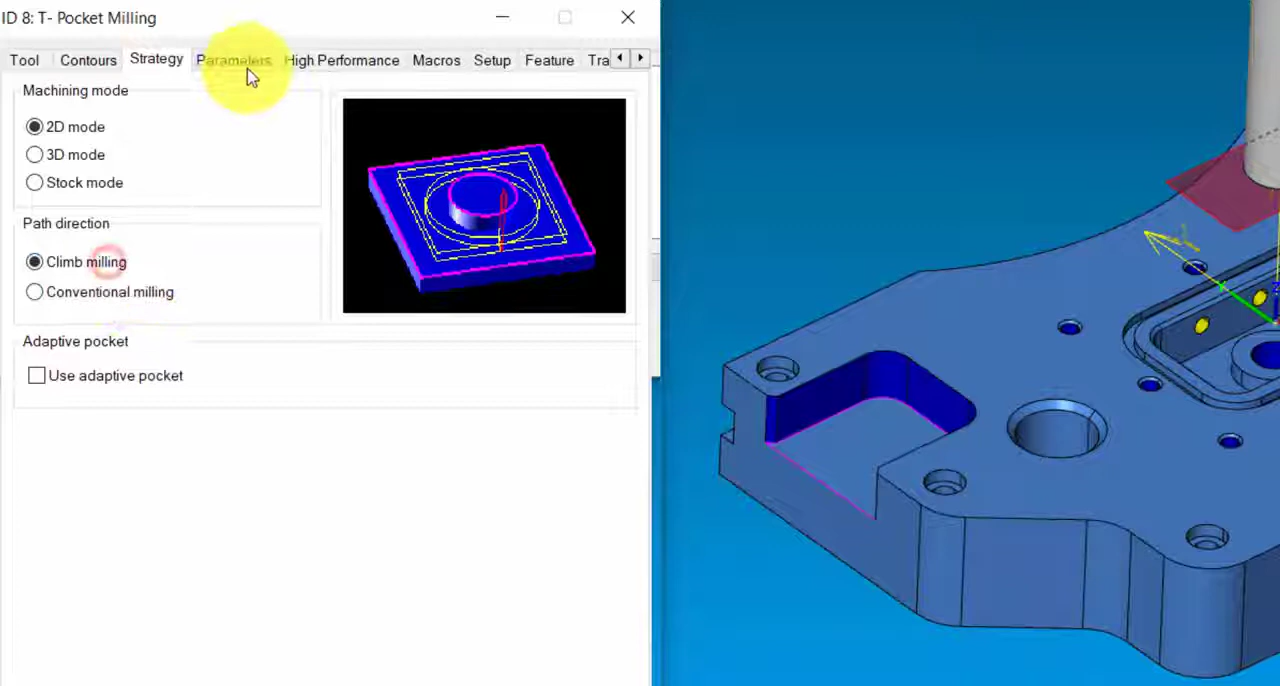 ID 8: T- Pocket Milling
Tool Contours Strategy Parameters High Performance Macros Setup Feature Tra
Machining mode
2D mode
3D mode
Stock mode
Path direction
Climb milling
Conventional milling
Adaptive pocket
Use adaptive pocket